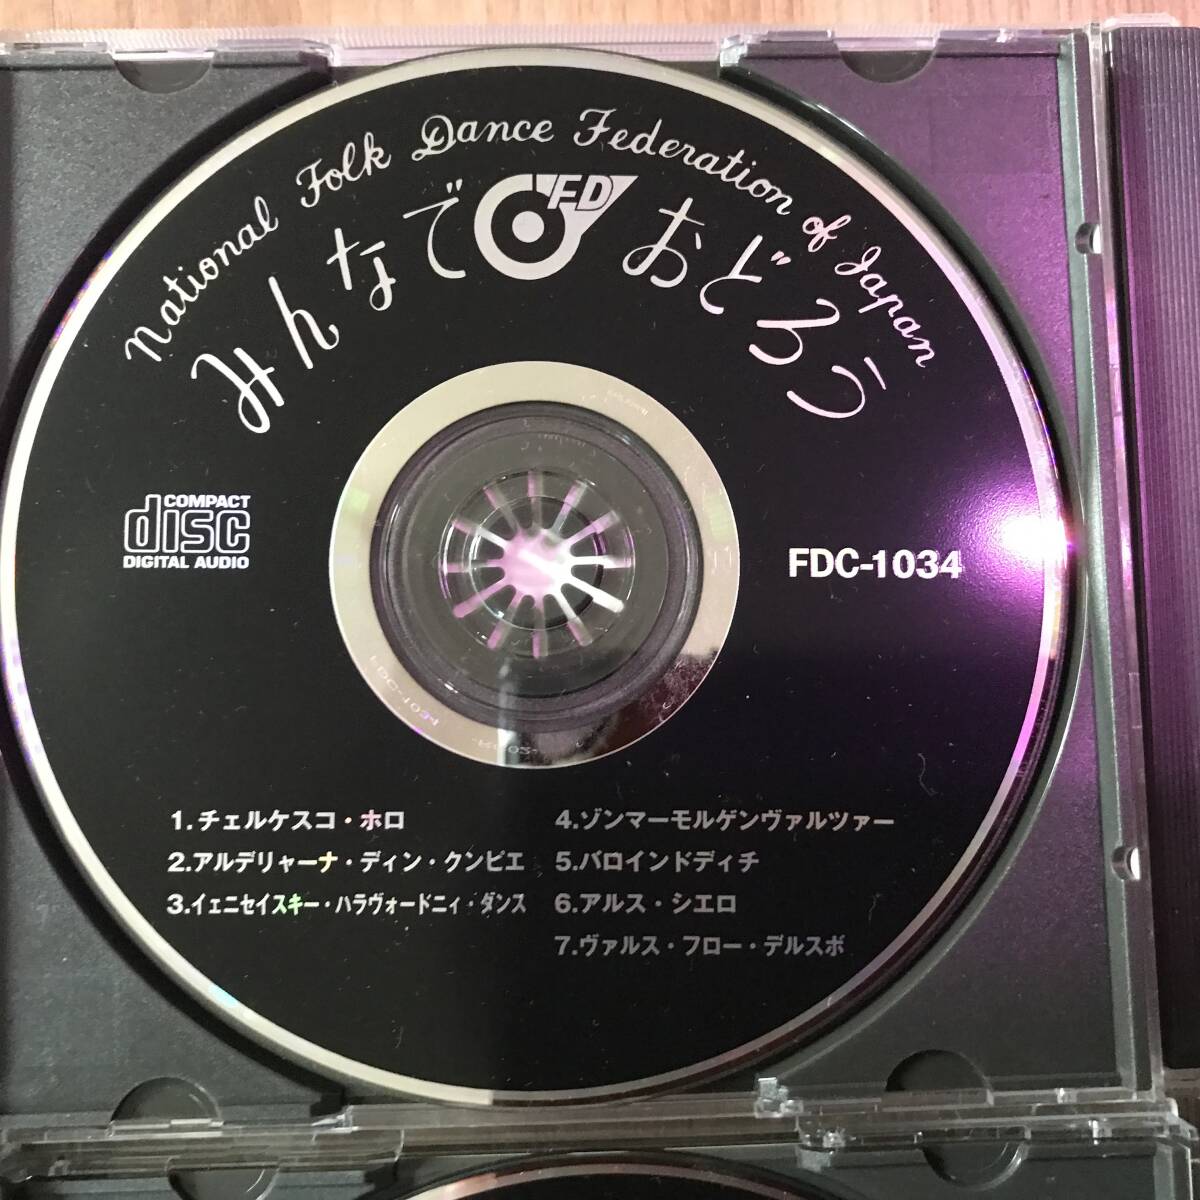 National Folk Dance Federation of Japan
みんなで FD おどろう
COMPACT
disc
DIGITAL AUDIO
FDC-1034
1.チェルケスコ・ホロ
2.アルデリャーナ・ディン・クンピエ
3.イェニセイスキー・ハラヴォードニィ・ダンス
4.ゾンマーモルゲンヴァルツァー
5.バロインドディチ
6.アルス・シエロ
7.ヴァルス・フロー・デルスボ